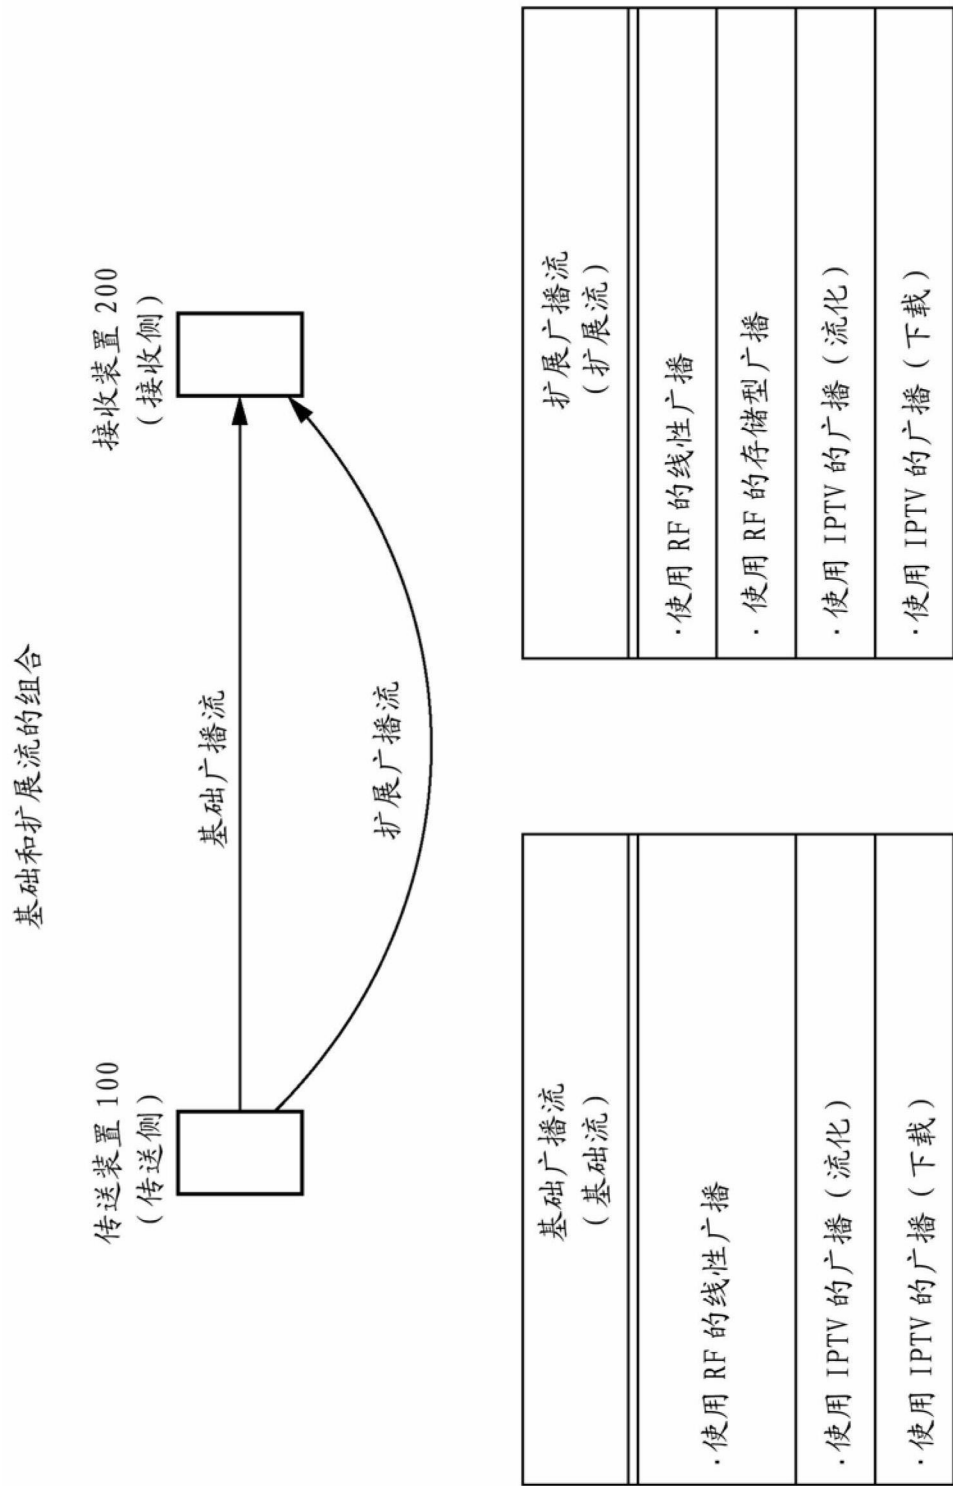 基础和扩展流的组合
传送装置 100
（传送侧）
接收装置 200
（接收侧）
基础广播流
扩展广播流
基础广播流
（基础流）
·使用 RF 的线性广播
·使用 IPTV 的广播（流化）
·使用 IPTV 的广播（下载）
扩展广播流
（扩展流）
·使用 RF 的线性广播
·使用 RF 的存储型广播
·使用 IPTV 的广播（流化）
·使用 IPTV 的广播（下载）